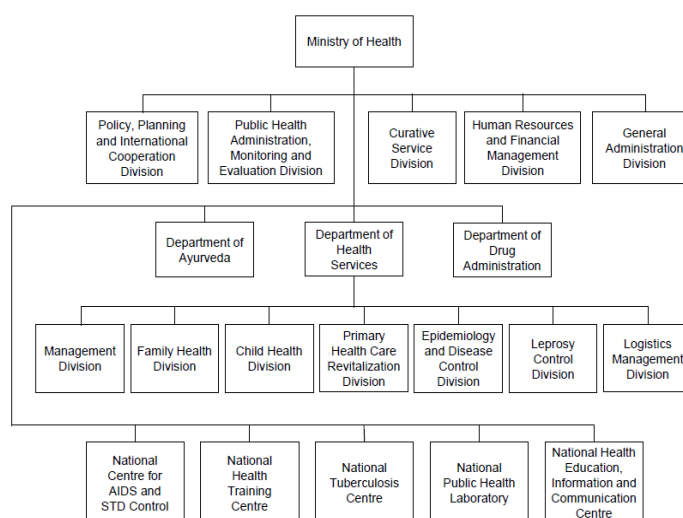 Ministry of Health
Policy, Planning
and International
Cooperation
Division
Public Health
Administration,
Monitoring and
Evaluation Division
Curative
Service
Division
Human Resources
and Financial
Management
Division
General
Administration
Division
Department of
Ayurveda
Department of
Health
Services
Department of
Drug
Administration
Management
Division
Family Health
Division
Child Health
Division
Primary
Health Care
Revitalization
Division
Epidemiology
and Disease
Control
Division
Leprosy
Control
Division
Logistics
Management
Division
National
Centre for
AIDS and
STD Control
National
Health
Training
Centre
National
Tuberculosis
Centre
National
Public Health
Laboratory
National Health
Education,
Information and
Communication
Centre